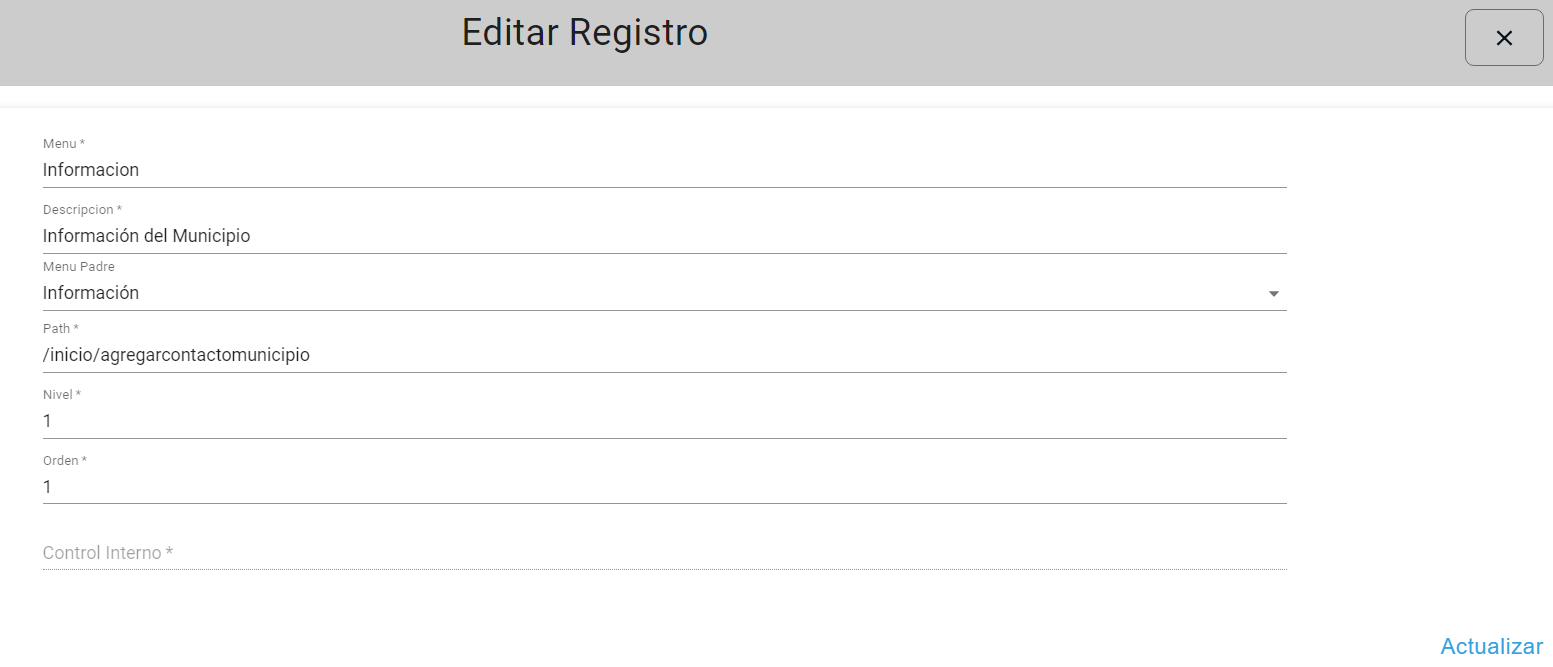 Editar Registro
Menu *
Informacion
Descripcion *
Información del Municipio
Menu Padre
Información
Path *
/inicio/agregarcontactomunicipio
Nivel *
1
Orden *
1
Control Interno *
Actualizar